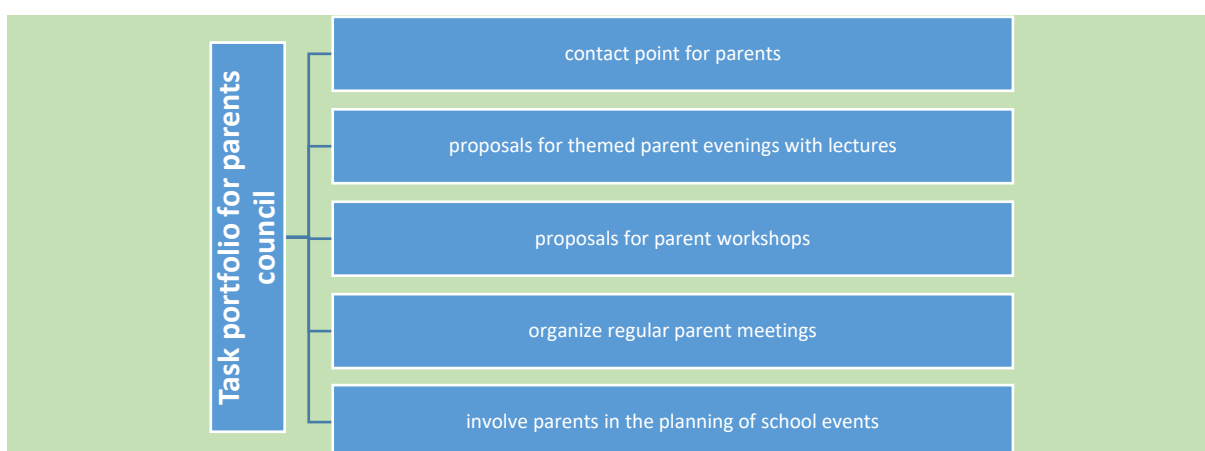 Task portfolio for parents
council
contact point for parents
proposals for themed parent evenings with lectures
proposals for parent workshops
organize regular parent meetings
involve parents in the planning of school events